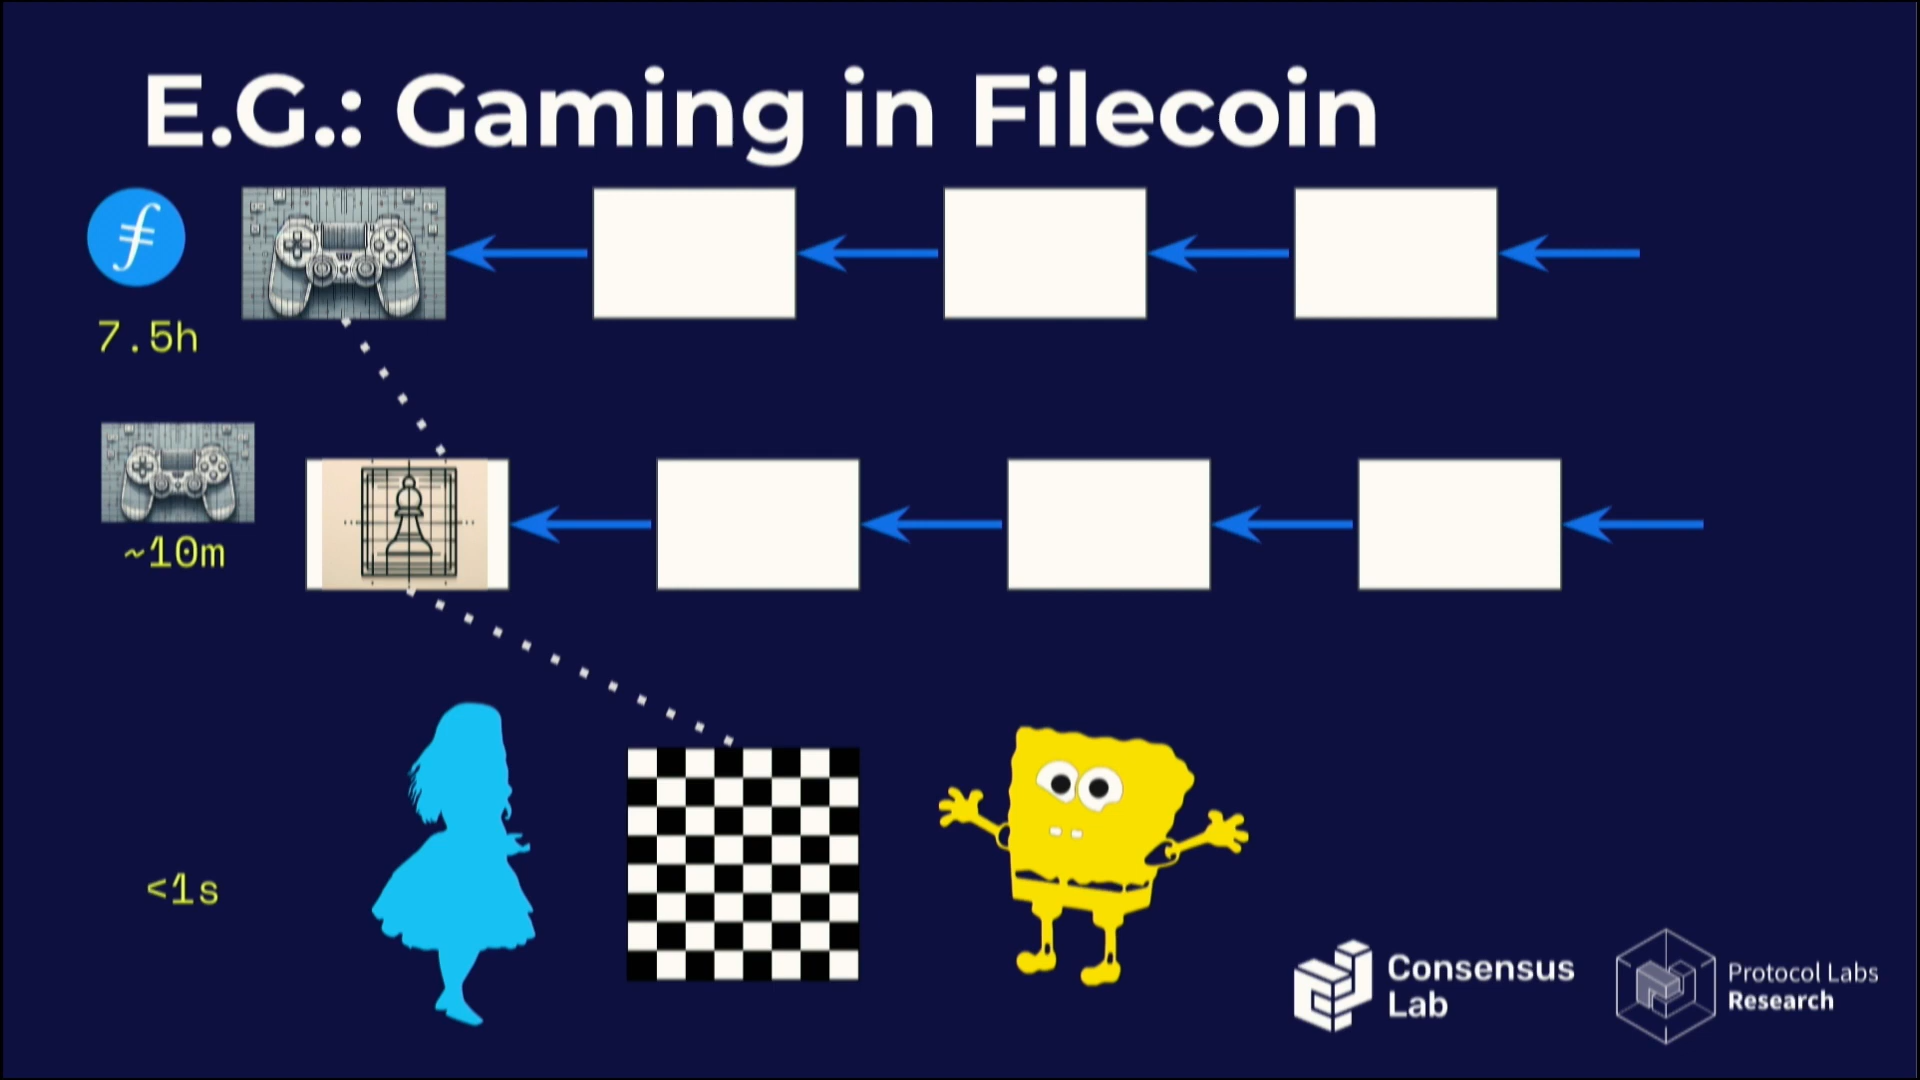 E.G.: Gaming in Filecoin
7.5h
~10m
<1s
Consensus
Lab
Protocol Labs
Research